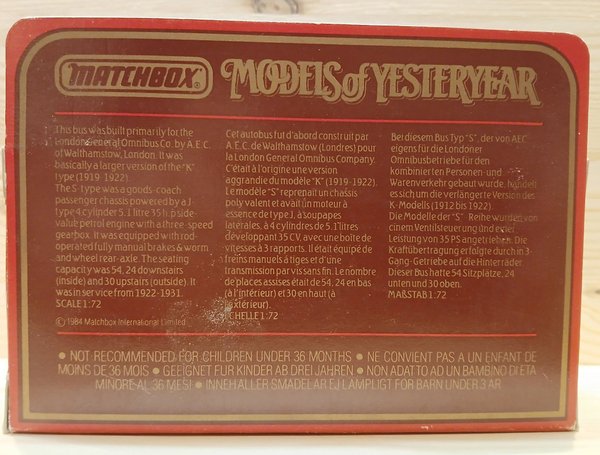 MATCHBOX®
MODELS of YESTERYEAR
This bus was built primarily for the
London General Omnibus Co. by A.E.C.
of Walthamstow, London. It was
basically a larger version of the "K"
type (1919-1922).
The S type was a goods-coach
passenger chassis powered by a J-
type 4 cylinder 5.1 litre 35 h.p. side-
valve petrol engine with a three-speed
gearbox. It was equipped with rod-
operated fully manual brakes & worm
and wheel rear-axle. The seating
capacity was 54, 24 downstairs
(inside) and 30 upstairs (outside). It
was in service from 1922-1931.
SCALE 1:72
© 1984 Matchbox International Limited
Cet autobus fut d'abord construit par
A.E.C. de Walthamstow (Londres) pour
la London General Omnibus Company.
C'était à l'origine une version
aggrandie du modèle "K" (1919-1922).
Le modèle "S" reprenait un chassis
poly valent et avait un moteur à
essence de type J, à soupapes
laterales, à 4 cylindres de 5.1 litres
développant 35 CV, avec une boîte de
vitesses à 3 rapports. Il était équipé de
freins manuels à tiges et d'une
transmission par vis sans fin. Le nombre
de places assises était de 54, 24 en bas
(à l'intérieur) et 30 en haut (à
extérieur).
CHELLE 1:72
Bei diesem Bus Typ "S", der von AEC
eigens für die Londoner
Omnibusbetriebe für den
kombinierten Personen- und
Warenverkehr gebaut wurde, handelt
es sich um die verlängerte Version des
K-Modells (1912 bis 1922).
Die Modelle der "S" Reihe wurden von
einem Ventilsteuerung und einer
Leistung von 35 PS angetrieben. Die
Kraftübertragung erfolgte durch ein 3-
Gang-Getriebe auf die Hinterräder.
Dieser Bus hatte 54 Sitzplätze, 24
unten und 30 oben.
MAßSTAB 1:72
● NOT RECOMMENDED FOR CHILDREN UNDER 36 MONTHS ● NE CONVIENT PAS A UN ENFANT DE
MOINS DE 36 MOIS ● GEEIGNET FUR KINDER AB DREI JAHREN ● NON ADATTO AD UN BAMBINO DI ETA
MINORE AL 36 MESI ● INNEHALLER SMADELAR EJ LAMPLIGT FOR BARN UNDER 3 AR